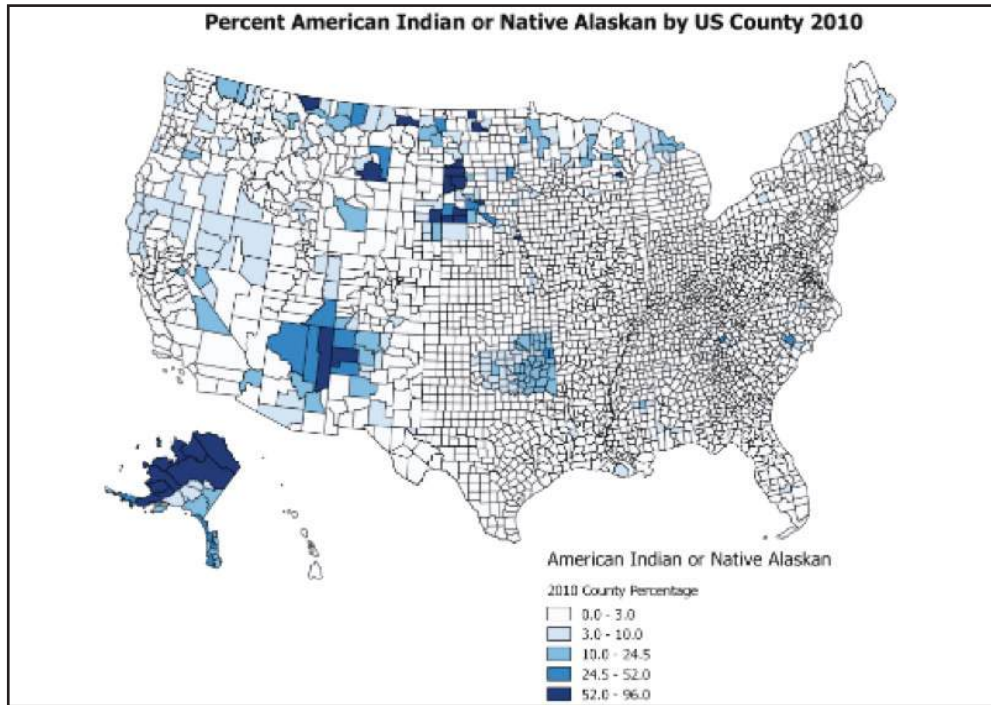 Percent American Indian or Native Alaskan by US County 2010
American Indian or Native Alaskan
2010 County Percentage
0.0 - 3.0
3.0 - 10.0
10.0 - 24.5
24.5 - 52.0
52.0 - 96.0